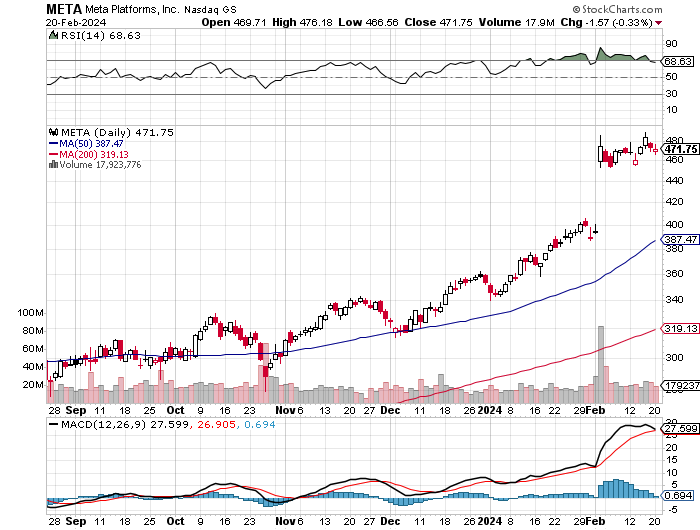 META Meta Platforms, Inc. Nasdaq GS © StockCharts.com
20-Feb-2024 Open 469.71 High 476.18 Low 466.56 Close 471.75 Volume 17.9M Chg -1.57 (-0.33%)
RSI(14) 68.63
90
68.63
50
30
10
META (Daily) 471.75
MA(50) 387.47
MA(200) 319.13
Volume 17,923,776
480
471.75
460
440
420
400
387.47
380
360
340
319.13
300
100M
80M
60M
40M
20M
179237
28 Sep 11 18 25 Oct 9 16 23 Nov 6 13 20 27 Dec 11 18 26 2024 8 16 22 29 Feb 12 20
MACD(12,26,9) 27.599, 26.905, 0.694
27.599
20
15
10
5
0.694
-5
28 Sep 11 18 25 Oct 9 16 23 Nov 6 13 20 27 Dec 11 18 26 2024 8 16 22 29 Feb 12 20